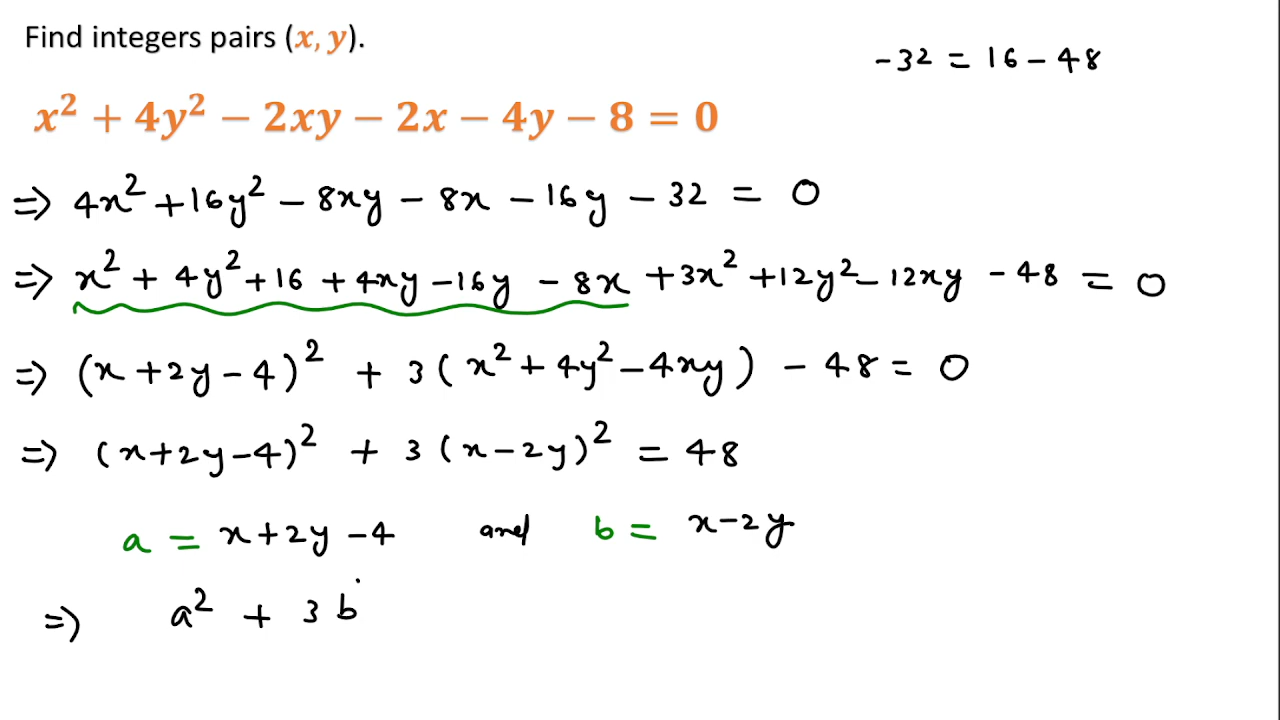 Find integers pairs (x, y).
-32 = 16 - 48
x² + 4y² − 2xy − 2x − 4y − 8 = 0
=> 4x² + 16y² - 8xy - 8x - 16y - 32 = 0
=> x² + 4y² + 16 + 4xy - 16y - 8x + 3x² + 12y² - 12xy - 48 = 0
=> (x + 2y - 4)² + 3(x² + 4y² - 4xy) - 48 = 0
=> (x + 2y - 4)² + 3(x - 2y)² = 48
a = x + 2y - 4 and b = x - 2y
=> a² + 3b